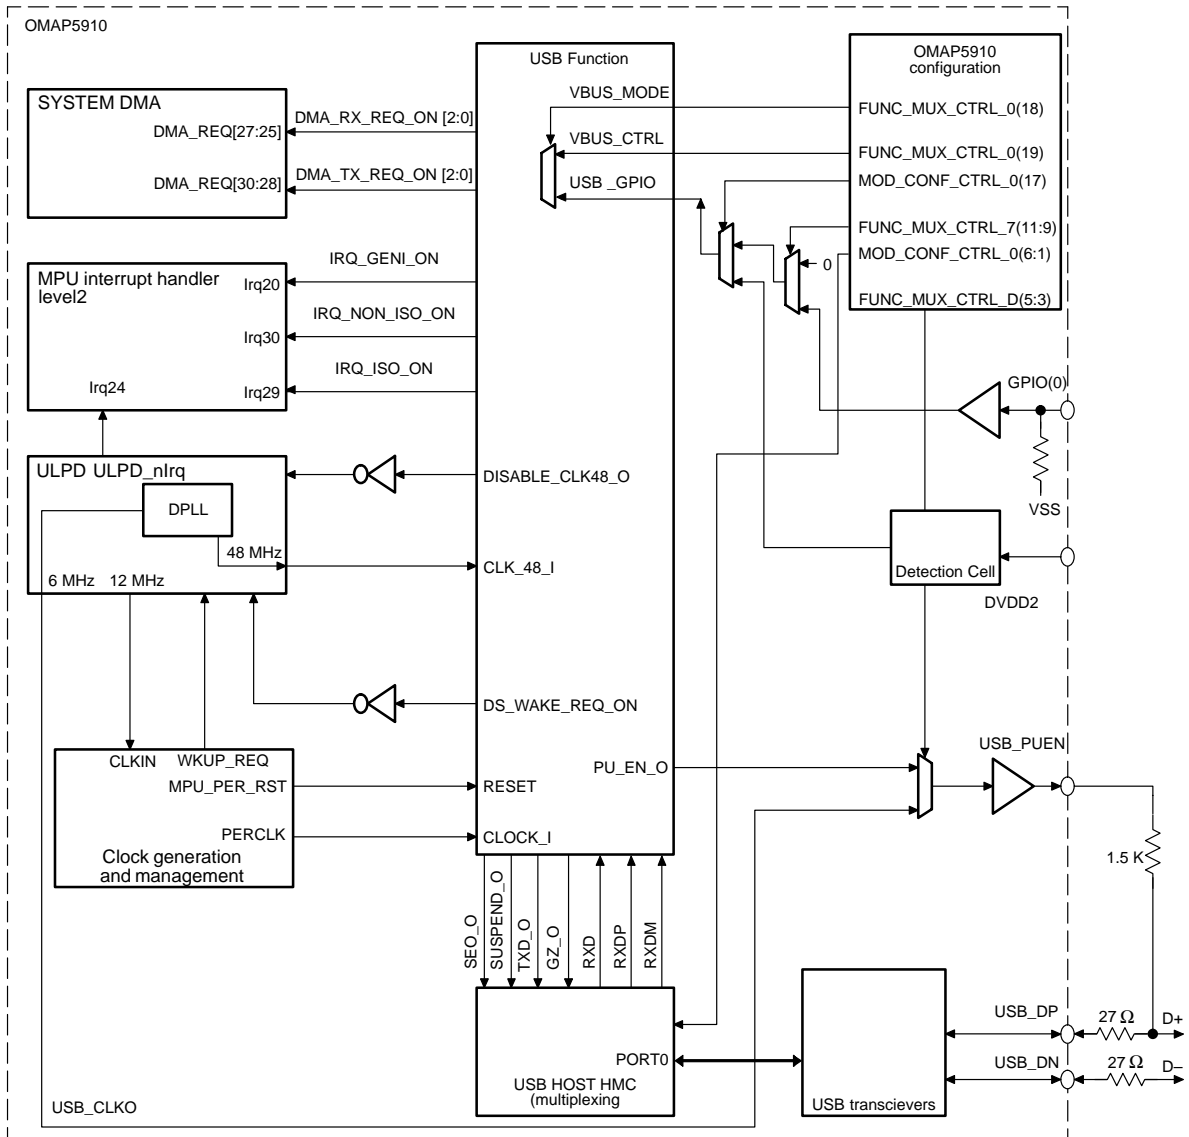 OMAP5910
SYSTEM DMA
DMA_REQ[27:25]
DMA_REQ[30:28]
DMA_RX_REQ_ON [2:0]
DMA_TX_REQ_ON [2:0]
USB Function
VBUS_MODE
VBUS_CTRL
USB _GPIO
OMAP5910
configuration
FUNC_MUX_CTRL_0(18)
FUNC_MUX_CTRL_0(19)
MOD_CONF_CTRL_0(17)
FUNC_MUX_CTRL_7(11:9)
MOD_CONF_CTRL_0(6:1)
FUNC_MUX_CTRL_D(5:3)
0
MPU interrupt handler
level2
Irq20
Irq30
Irq29
Irq24
IRQ_GENI_ON
IRQ_NON_ISO_ON
IRQ_ISO_ON
GPIO(0)
VSS
ULPD ULPD_nIrq
DPLL
48 MHz
6 MHz
12 MHz
DISABLE_CLK48_O
CLK_48_I
Detection Cell
DVDD2
DS_WAKE_REQ_ON
CLKIN
WKUP_REQ
MPU_PER_RST
PERCLK
Clock generation
and management
RESET
CLOCK_I
PU_EN_O
USB_PUEN
1.5 K
SEO_O
SUSPEND_O
TXD_O
GZ_O
RXD
RXDP
RXDM
PORT0
USB HOST HMC
(multiplexing
USB transcievers
USB_DP
27 Ω
D+
USB_DN
27 Ω
D–
USB_CLKO